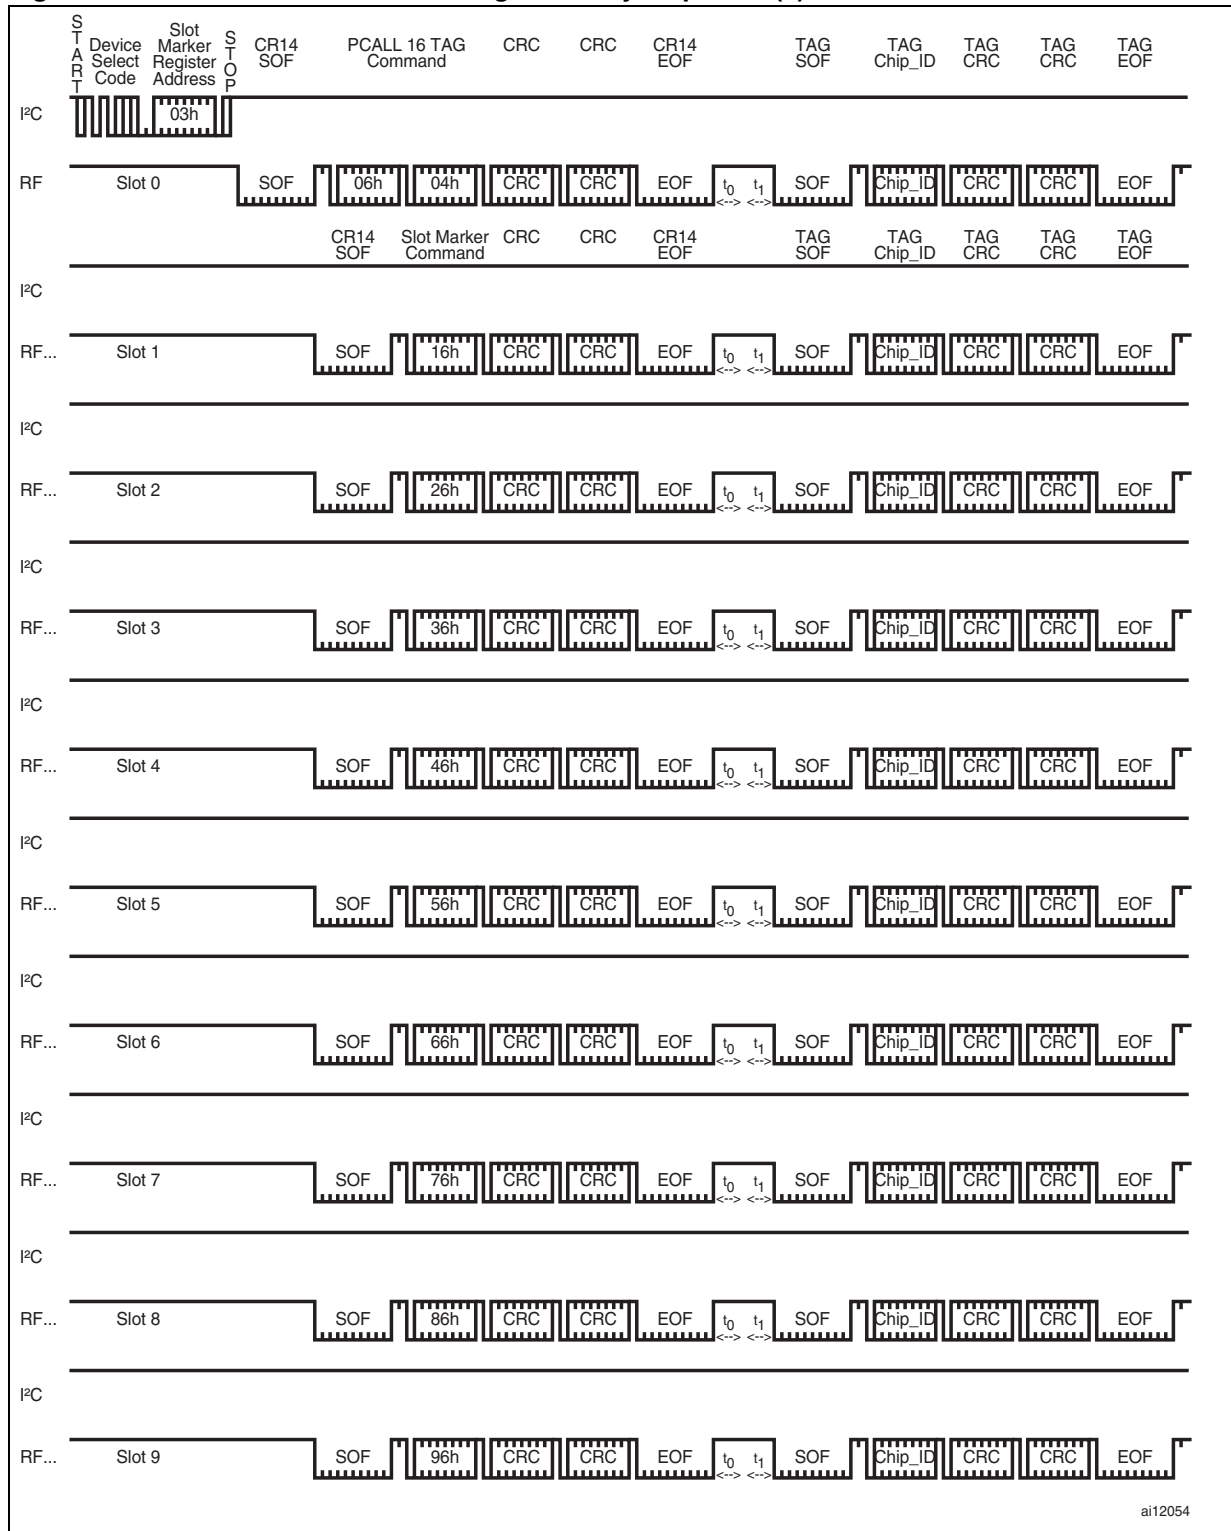 START
Device Select Code
Slot Marker Register Address
STOP
CR14 SOF
PCALL 16 TAG Command
CRC
CRC
CR14 EOF
TAG SOF
TAG Chip_ID
TAG CRC
TAG CRC
TAG EOF
I²C 03h
RF Slot 0 SOF 06h 04h CRC CRC EOF t0 t1 SOF Chip_ID CRC CRC EOF
<--> <-->
CR14 SOF
Slot Marker Command
CRC
CRC
CR14 EOF
TAG SOF
TAG Chip_ID
TAG CRC
TAG CRC
TAG EOF
I²C
RF... Slot 1 SOF 16h CRC CRC EOF t0 t1 SOF Chip_ID CRC CRC EOF
<--> <-->
I²C
RF... Slot 2 SOF 26h CRC CRC EOF t0 t1 SOF Chip_ID CRC CRC EOF
<--> <-->
I²C
RF... Slot 3 SOF 36h CRC CRC EOF t0 t1 SOF Chip_ID CRC CRC EOF
<--> <-->
I²C
RF... Slot 4 SOF 46h CRC CRC EOF t0 t1 SOF Chip_ID CRC CRC EOF
<--> <-->
I²C
RF... Slot 5 SOF 56h CRC CRC EOF t0 t1 SOF Chip_ID CRC CRC EOF
<--> <-->
I²C
RF... Slot 6 SOF 66h CRC CRC EOF t0 t1 SOF Chip_ID CRC CRC EOF
<--> <-->
I²C
RF... Slot 7 SOF 76h CRC CRC EOF t0 t1 SOF Chip_ID CRC CRC EOF
<--> <-->
I²C
RF... Slot 8 SOF 86h CRC CRC EOF t0 t1 SOF Chip_ID CRC CRC EOF
<--> <-->
I²C
RF... Slot 9 SOF 96h CRC CRC EOF t0 t1 SOF Chip_ID CRC CRC EOF
<--> <-->
ai12054